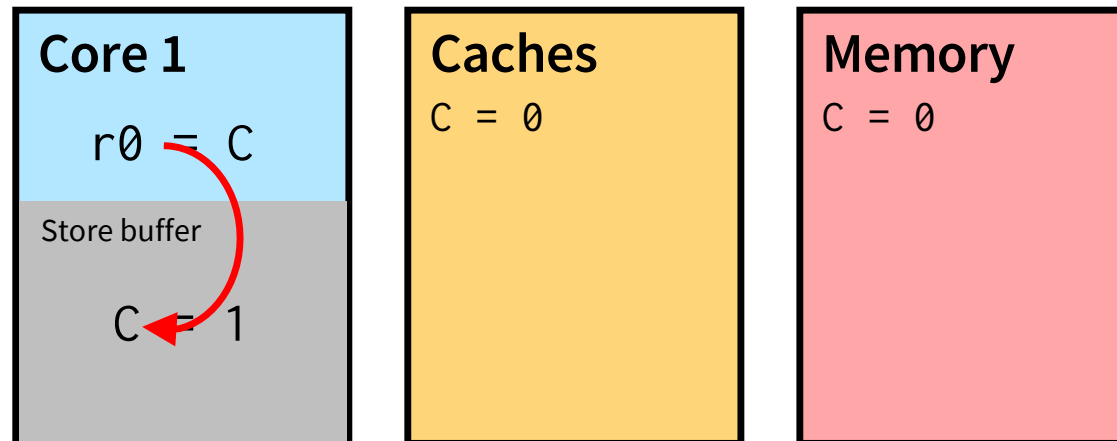 Core 1
r0 = C
Store buffer
C = 1
Caches
C = 0
Memory
C = 0